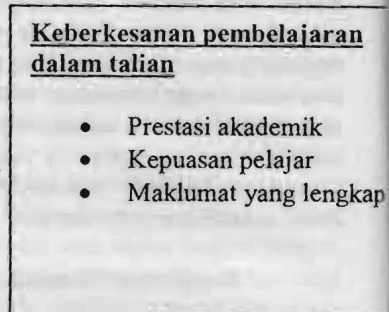 Keberkesanan pembelajaran
dalam talian
• Prestasi akademik
• Kepuasan pelajar
• Maklumat yang lengkap